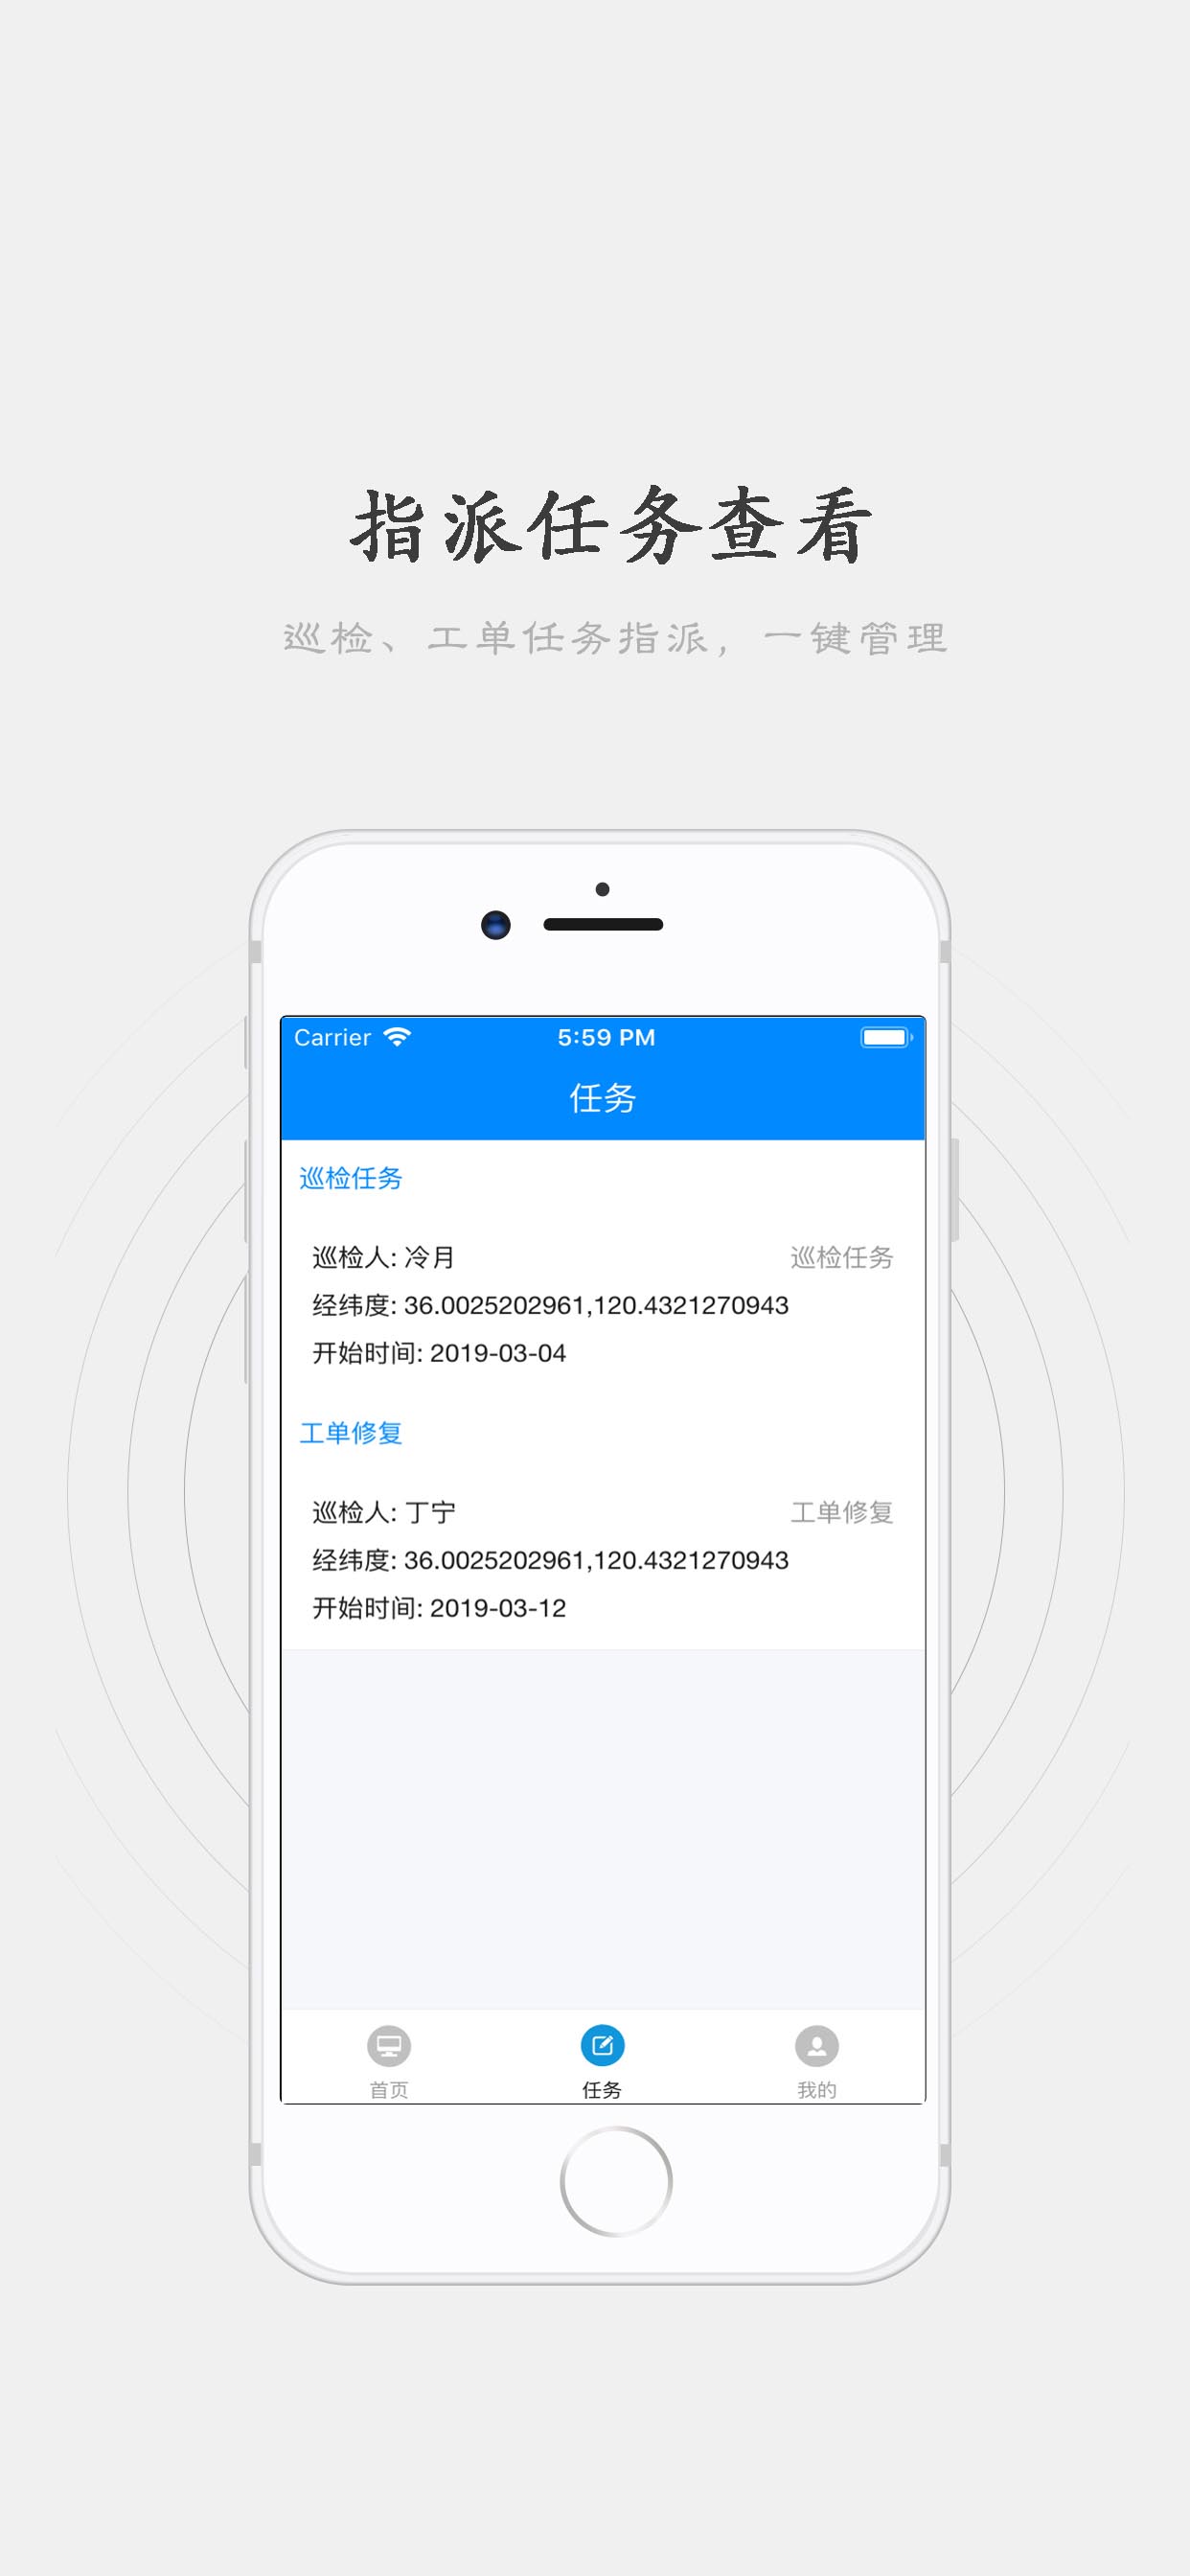 指派任务查看
巡检、工单任务指派，一键管理
Carrier 5:59 PM
任务
巡检任务
巡检人: 冷月 巡检任务
经纬度: 36.0025202961,120.4321270943
开始时间: 2019-03-04
工单修复
巡检人: 丁宁 工单修复
经纬度: 36.0025202961,120.4321270943
开始时间: 2019-03-12
首页 任务 我的